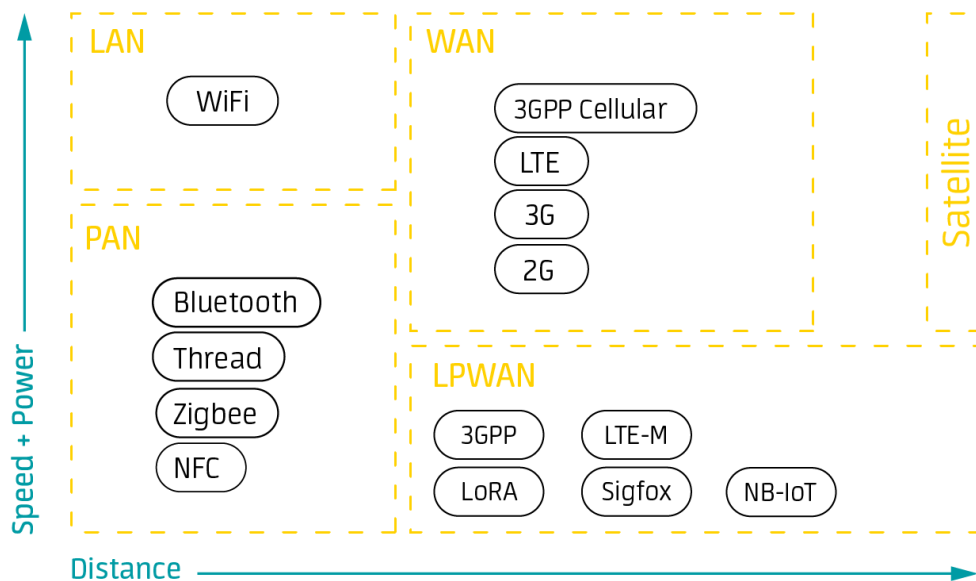 LAN
WiFi
WAN
3GPP Cellular
LTE
3G
2G
Satellite
PAN
Bluetooth
Thread
Zigbee
NFC
LPWAN
3GPP
LTE-M
LoRA
Sigfox
NB-IoT
Speed + Power
Distance